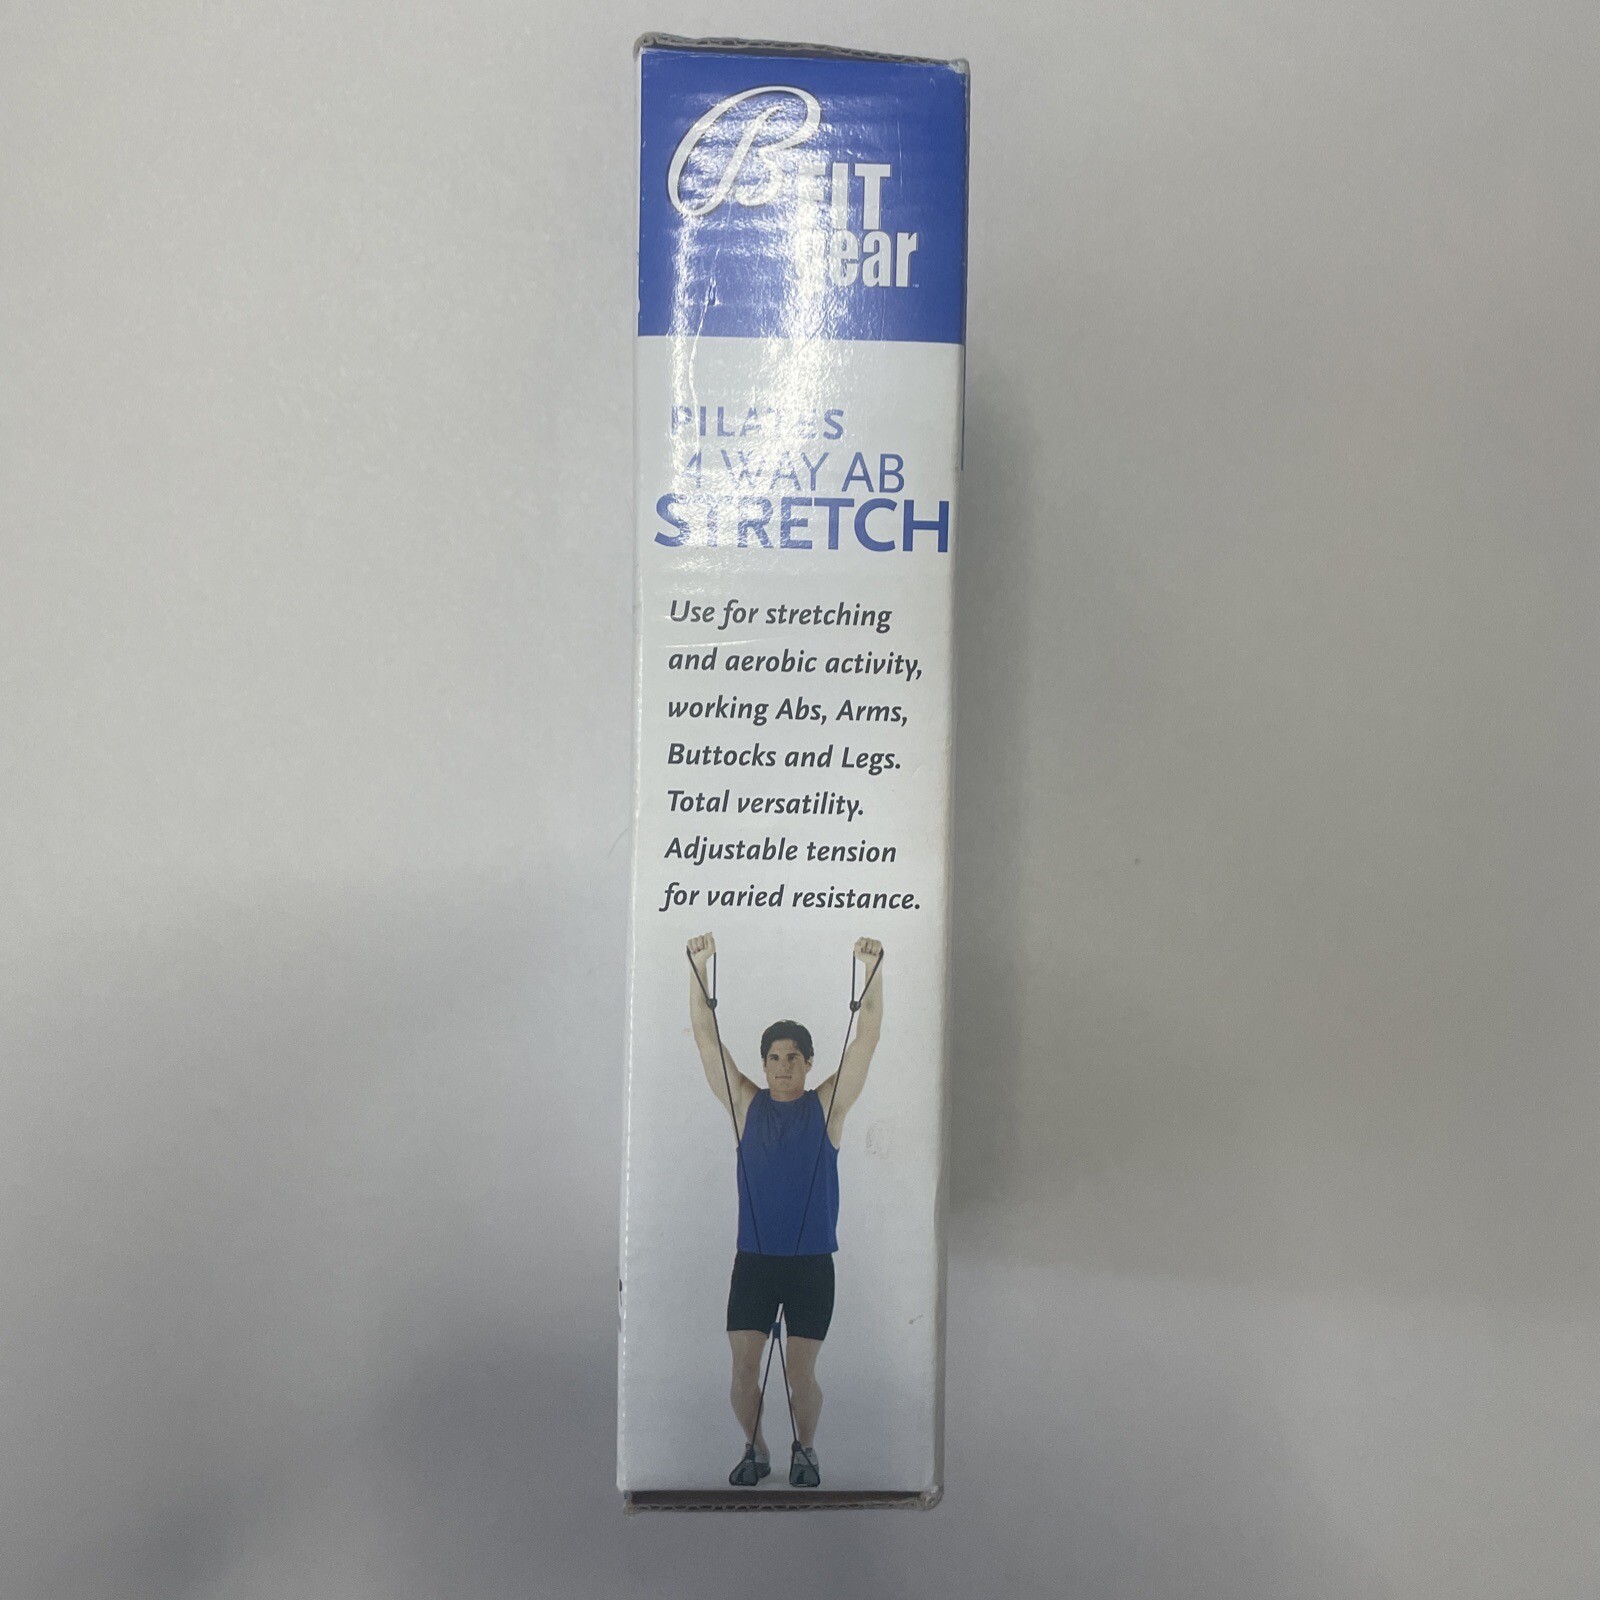 B FIT
gear
PILATES
4 WAY AB
STRETCH
Use for stretching
and aerobic activity,
working Abs, Arms,
Buttocks and Legs.
Total versatility.
Adjustable tension
for varied resistance.